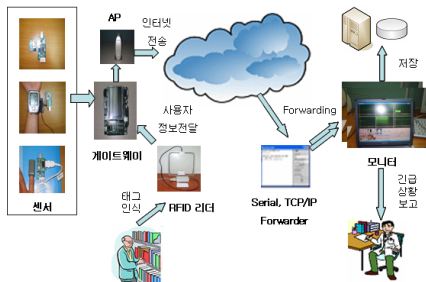 AP
인터넷
전송
저장
사용자
정보전달
Forwarding
게이트웨이
모니터
센서
태그
인식
RFID 리더
Serial, TCP/IP
Forwarder
긴급
상황
보고